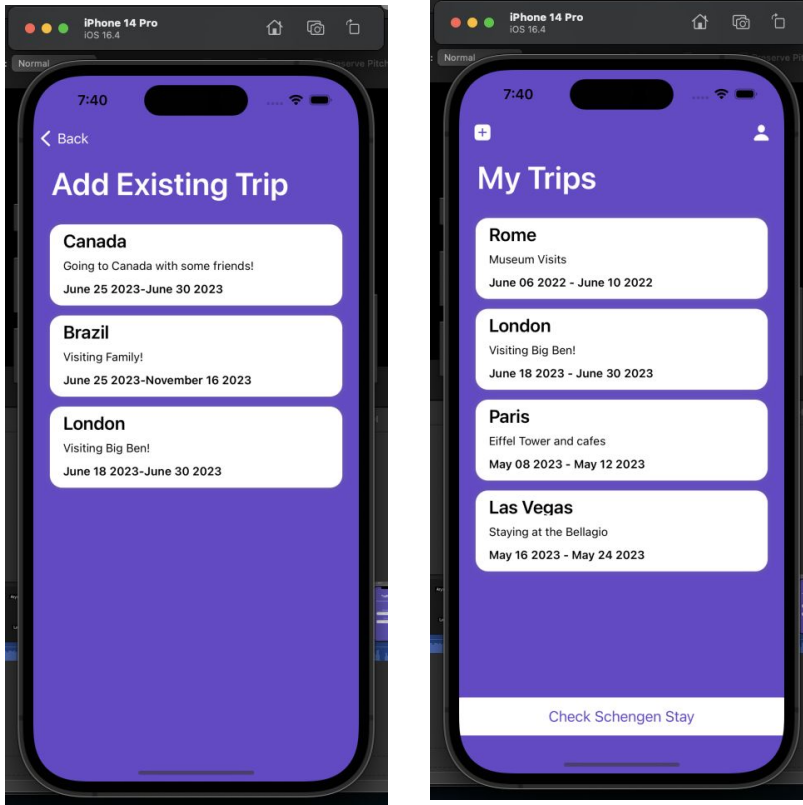 iPhone 14 Pro
iOS 16.4
Normal
7:40
Back
Add Existing Trip
Canada
Going to Canada with some friends!
June 25 2023-June 30 2023
Brazil
Visiting Family!
June 25 2023-November 16 2023
London
Visiting Big Ben!
June 18 2023-June 30 2023
iPhone 14 Pro
iOS 16.4
Normal
7:40
My Trips
Rome
Museum Visits
June 06 2022 - June 10 2022
London
Visiting Big Ben!
June 18 2023 - June 30 2023
Paris
Eiffel Tower and cafes
May 08 2023 - May 12 2023
Las Vegas
Staying at the Bellagio
May 16 2023 - May 24 2023
Check Schengen Stay